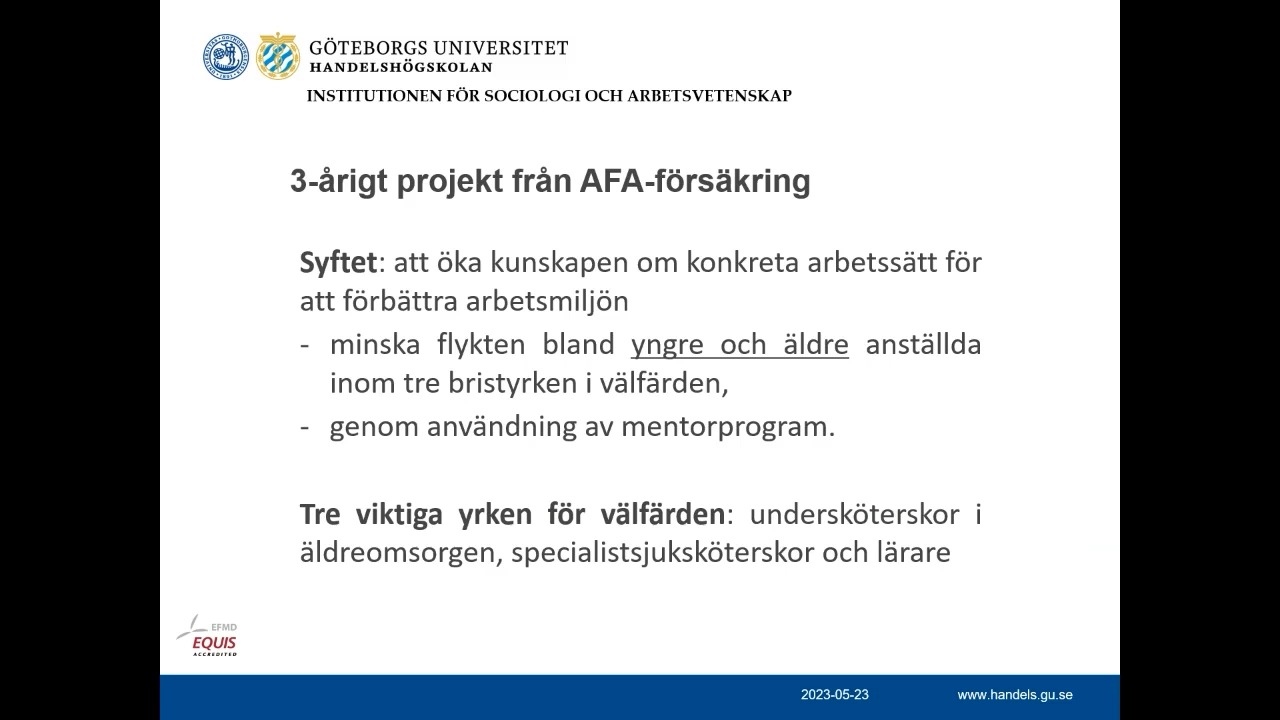 GÖTEBORGS UNIVERSITET
HANDELSHÖGSKOLAN
INSTITUTIONEN FÖR SOCIOLOGI OCH ARBETSVETENSKAP
3-årigt projekt från AFA-försäkring
Syftet: att öka kunskapen om konkreta arbetssätt för
att förbättra arbetsmiljön
- minska flykten bland yngre och äldre anställda
inom tre bristyrken i välfärden,
- genom användning av mentorprogram.
Tre viktiga yrken för välfärden: undersköterskor i
äldreomsorgen, specialistsjuksköterskor och lärare
EFMD
EQUIS
ACCREDITED
2023-05-23
www.handels.gu.se